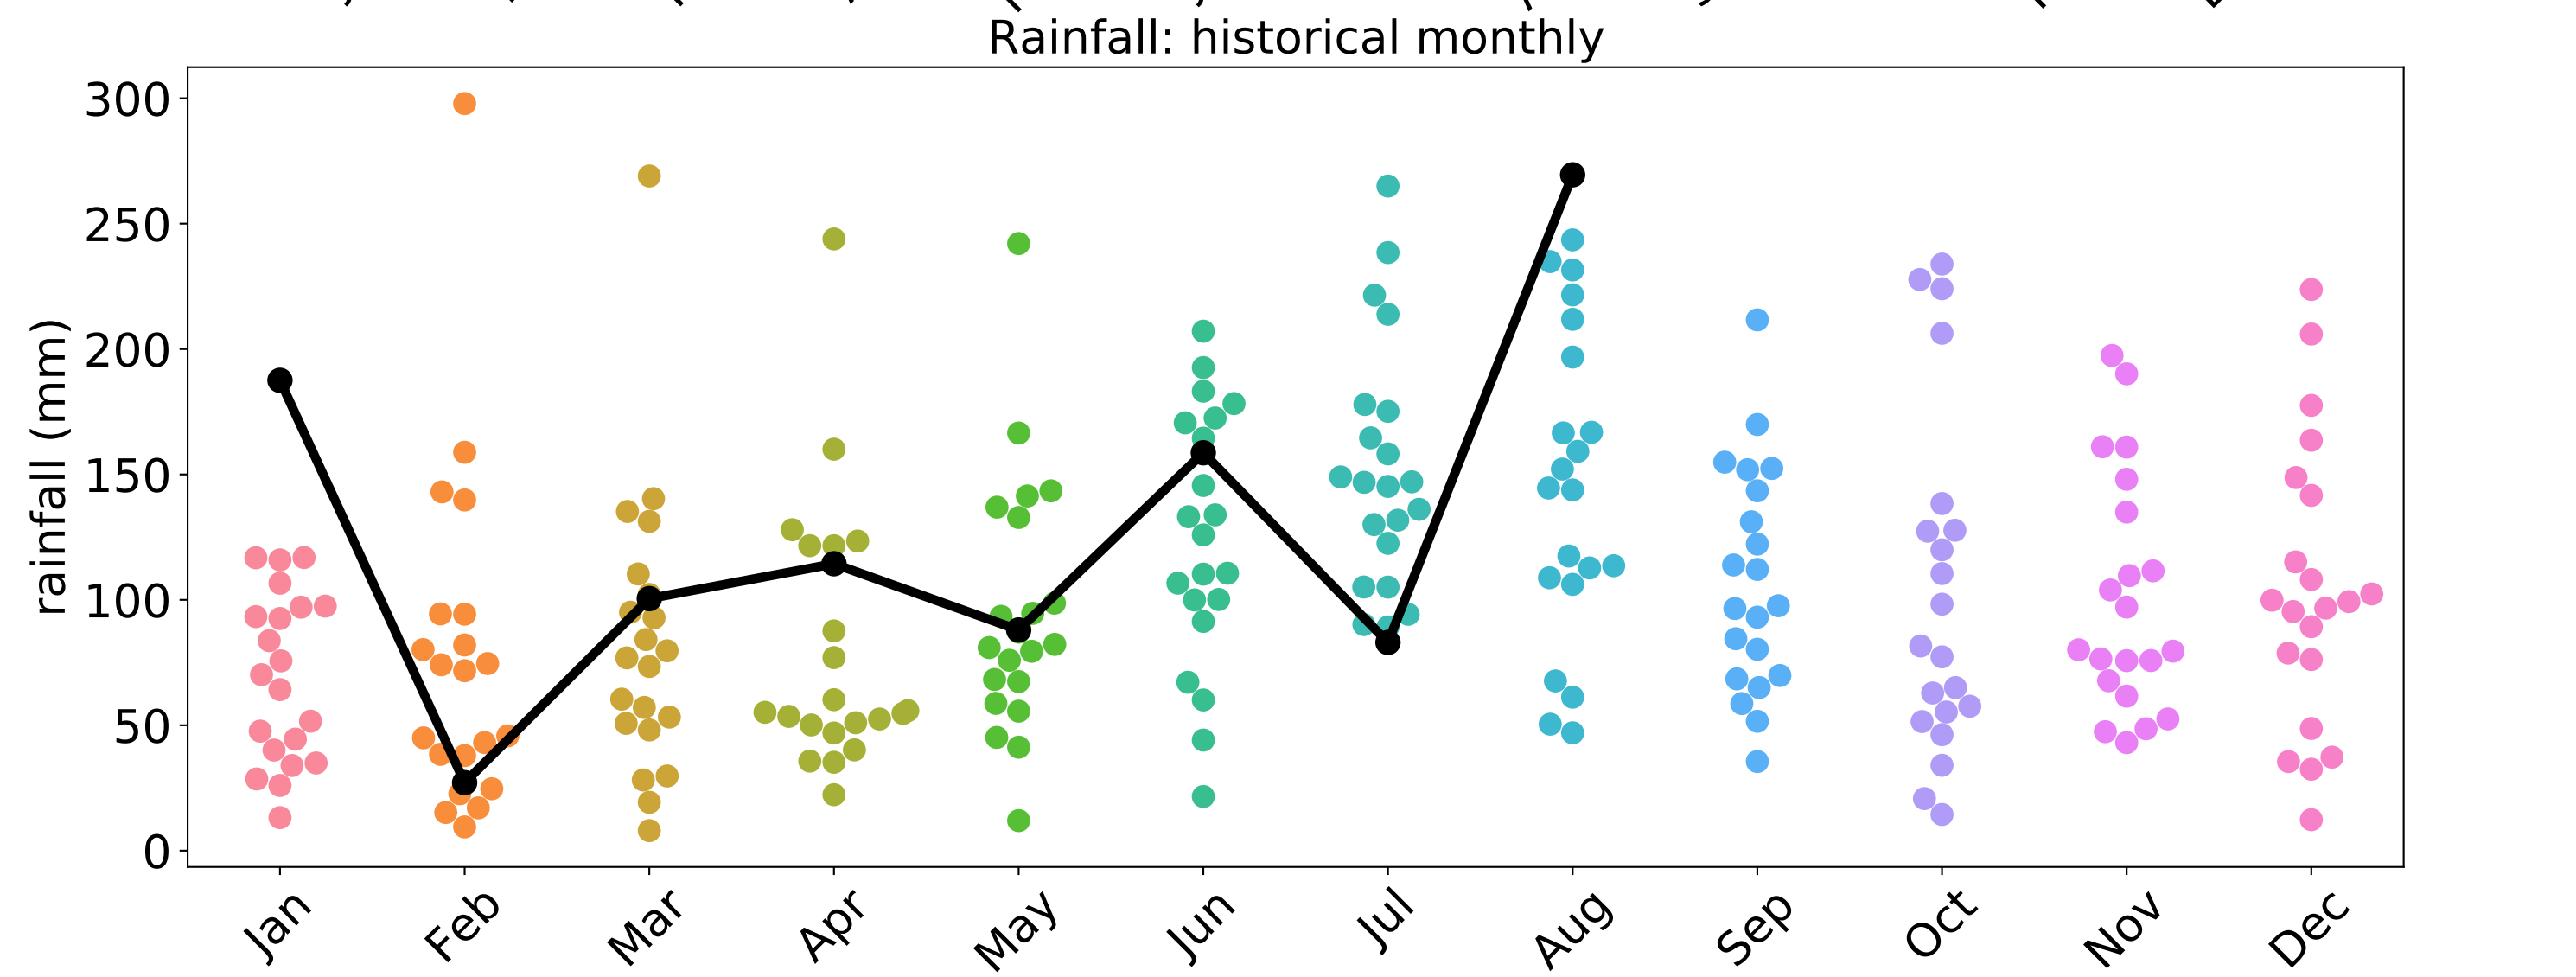 Rainfall: historical monthly
rainfall (mm)
300
250
200
150
100
50
0
Jan
Feb
Mar
Apr
May
Jun
Jul
Aug
Sep
Oct
Nov
Dec